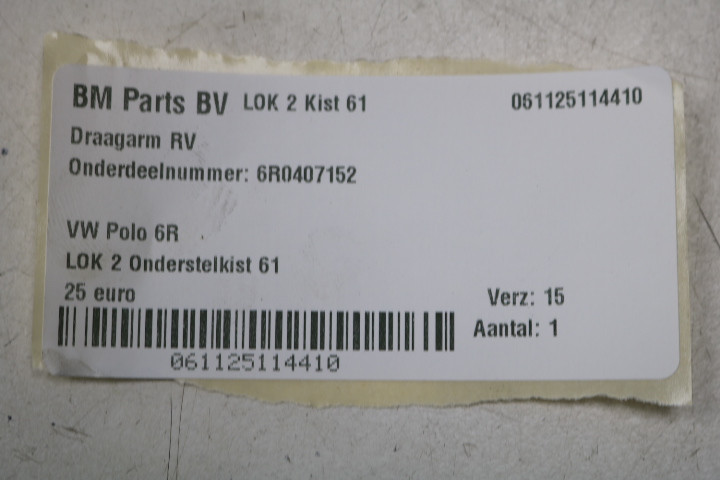 BM Parts BV LOK 2 Kist 61 061125114410
Draagarm RV
Onderdeelnummer: 6R0407152
VW Polo 6R
LOK 2 Onderstelkist 61
25 euro Verz: 15
Aantal: 1
061125114410